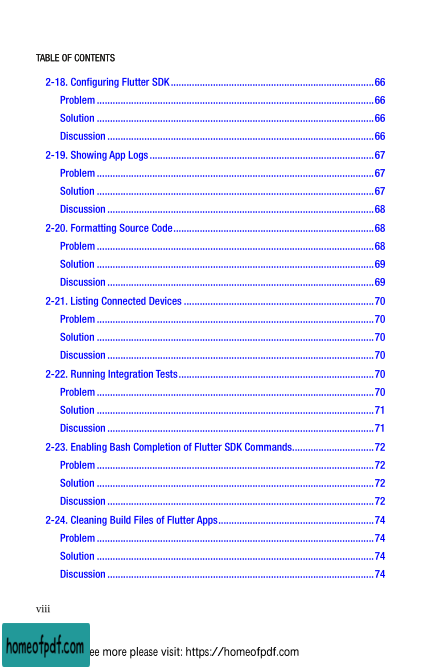 TABLE OF CONTENTS
2-18. Configuring Flutter SDK....................66
Problem....................66
Solution....................66
Discussion....................66
2-19. Showing App Logs....................67
Problem....................67
Solution....................67
Discussion....................68
2-20. Formatting Source Code....................68
Problem....................68
Solution....................69
Discussion....................69
2-21. Listing Connected Devices....................70
Problem....................70
Solution....................70
Discussion....................70
2-22. Running Integration Tests....................70
Problem....................70
Solution....................71
Discussion....................71
2-23. Enabling Bash Completion of Flutter SDK Commands....................72
Problem....................72
Solution....................72
Discussion....................72
2-24. Cleaning Build Files of Flutter Apps....................74
Problem....................74
Solution....................74
Discussion....................74
viii
homeofpdf.com
ee more please visit: https://homeofpdf.com